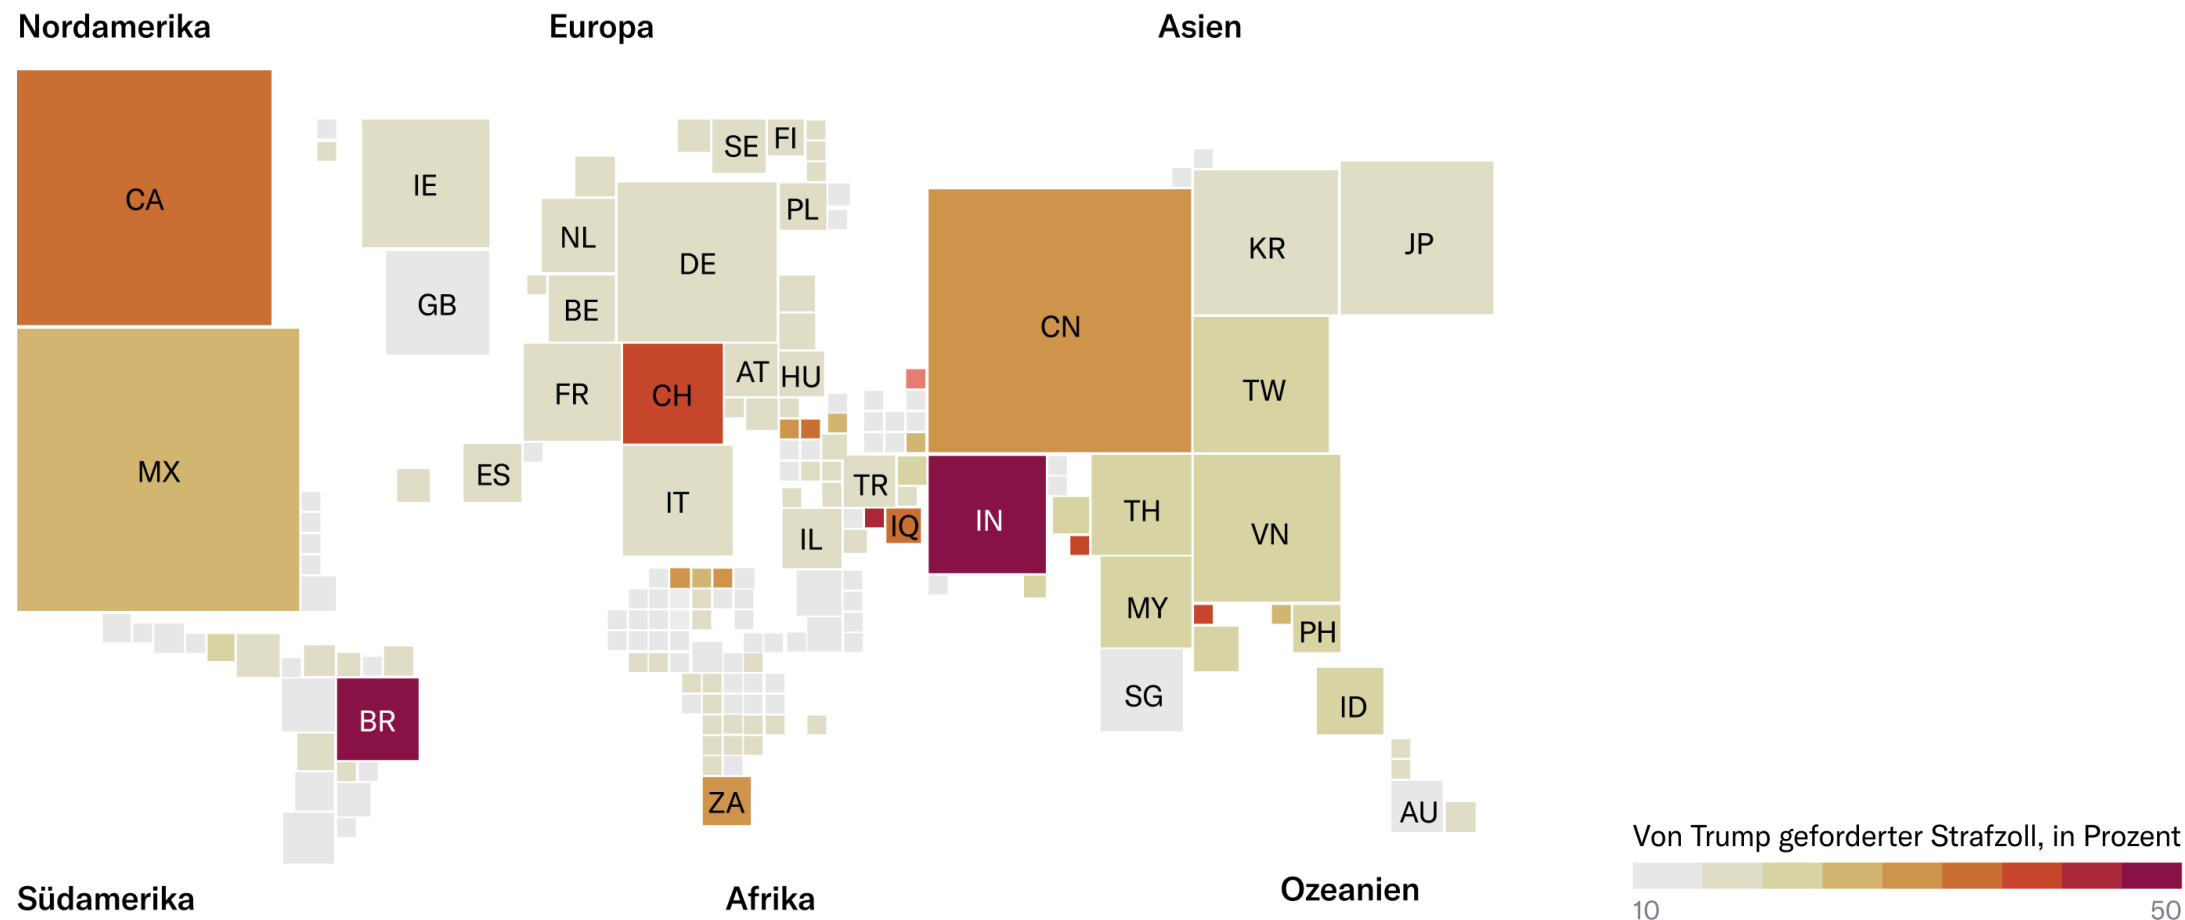 Nordamerika
Europa
Asien
CA
IE
SE
FI
GB
NL
DE
PL
KR
JP
BE
CN
FR
CH
AT
HU
TW
MX
ES
IT
TR
IL
IQ
IN
TH
VN
MY
PH
BR
SG
ID
ZA
AU
Von Trump geforderter Strafzoll, in Prozent
10
50
Südamerika
Afrika
Ozeanien